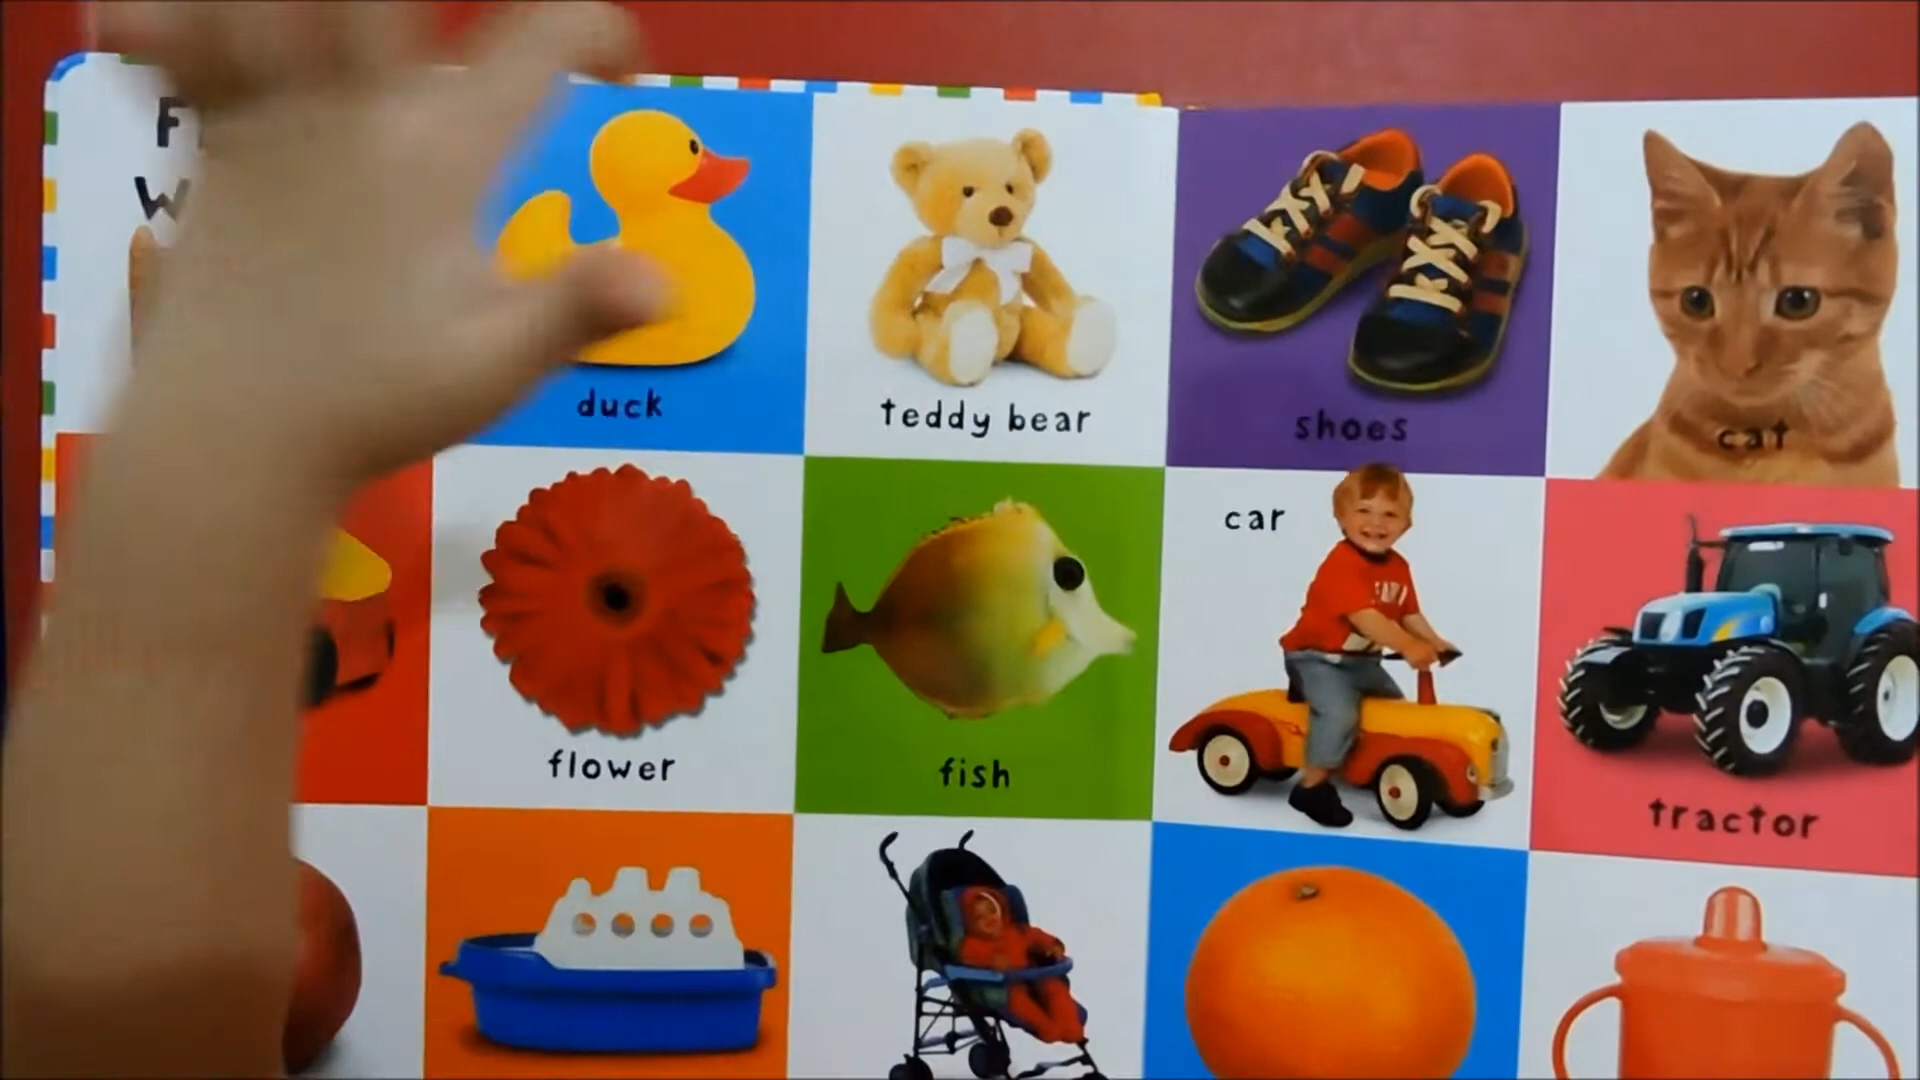 F
W
duck
teddy bear
shoes
cat
flower
fish
car
tractor